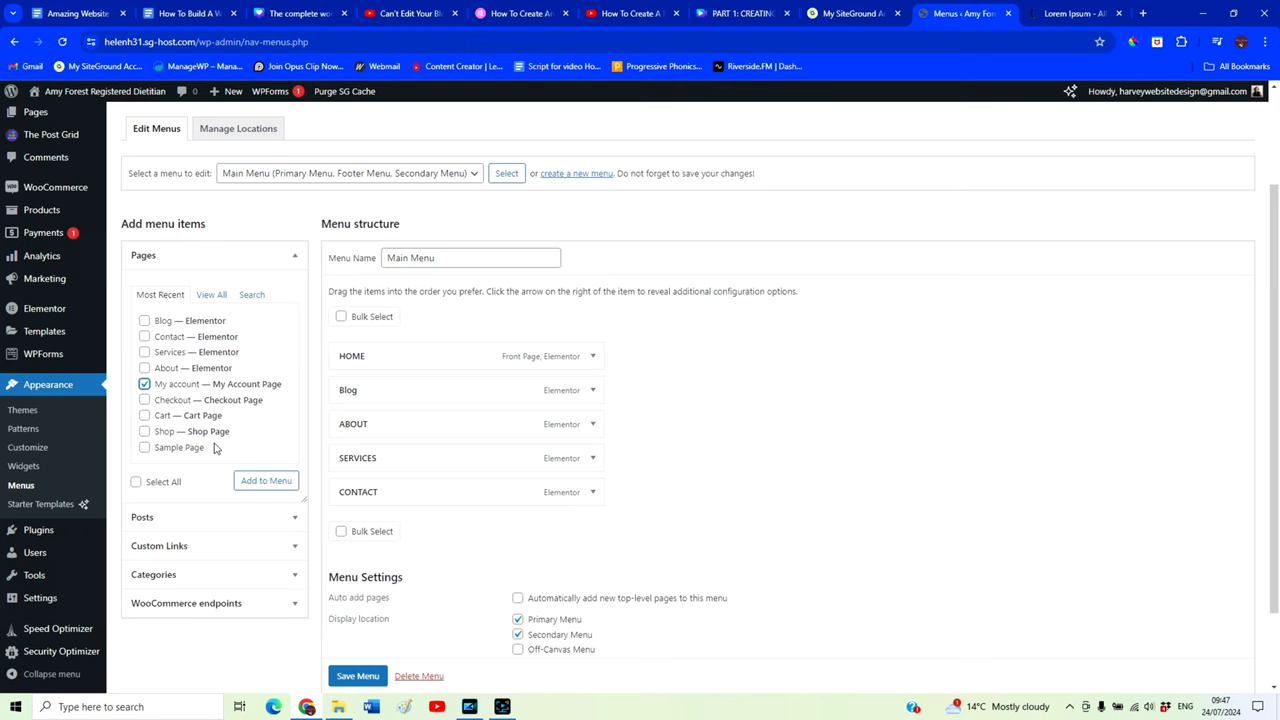 Amazing Website
How To Build A W
The complete wo
Can't Edit Your Bl
How To Create An
How To Create A
PART 1: CREATING
My SiteGround Ac
Menus ‹ Amy For
Lorem Ipsum - All
helenh31.sg-host.com/wp-admin/nav-menus.php
Gmail
My SiteGround Acc...
ManageWP – Mana...
Join Opus Clip Now...
Webmail
Content Creator | Le...
Script for video Ho...
Progressive Phonics...
Riverside.FM | Dash...
All Bookmarks
Amy Forest Registered Dietitian
New
WPForms 1
Purge SG Cache
Howdy, harveywebsitedesign@gmail.com
Pages
The Post Grid
Comments
WooCommerce
Products
Payments 1
Analytics
Marketing
Elementor
Templates
WPForms
Appearance
Themes
Patterns
Customize
Widgets
Menus
Starter Templates
Plugins
Users
Tools
Settings
Speed Optimizer
Security Optimizer
Collapse menu
Edit Menus
Manage Locations
Select a menu to edit: Main Menu (Primary Menu, Footer Menu, Secondary Menu) Select or create a new menu. Do not forget to save your changes!
Add menu items
Pages
Most Recent View All Search
Blog — Elementor
Contact — Elementor
Services — Elementor
About — Elementor
My account — My Account Page
Checkout — Checkout Page
Cart — Cart Page
Shop — Shop Page
Sample Page
Select All Add to Menu
Posts
Custom Links
Categories
WooCommerce endpoints
Menu structure
Menu Name Main Menu
Drag the items into the order you prefer. Click the arrow on the right of the item to reveal additional configuration options.
Bulk Select
HOME Front Page, Elementor
Blog Elementor
ABOUT Elementor
SERVICES Elementor
CONTACT Elementor
Bulk Select
Menu Settings
Auto add pages Automatically add new top-level pages to this menu
Display location Primary Menu
Secondary Menu
Off-Canvas Menu
Save Menu Delete Menu
Type here to search
14°C Mostly cloudy
ENG
09:47
24/07/2024